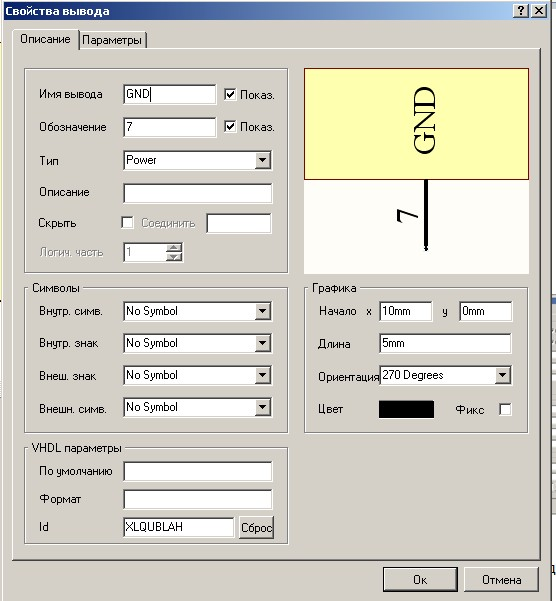 Свойства вывода
Описание Параметры
Имя вывода GND Показ.
Обозначение 7 Показ.
Тип Power
Описание
Скрыть Соединить
Логич. часть 1
GND
7
Символы
Внутр. симв. No Symbol
Внутр. знак No Symbol
Внеш. знак No Symbol
Внешн. симв. No Symbol
Графика
Начало x 10mm y 0mm
Длина 5mm
Ориентация 270 Degrees
Цвет Фикс
VHDL параметры
По умолчанию
Формат
Id XLQUBLAH Сброс
Ок Отмена